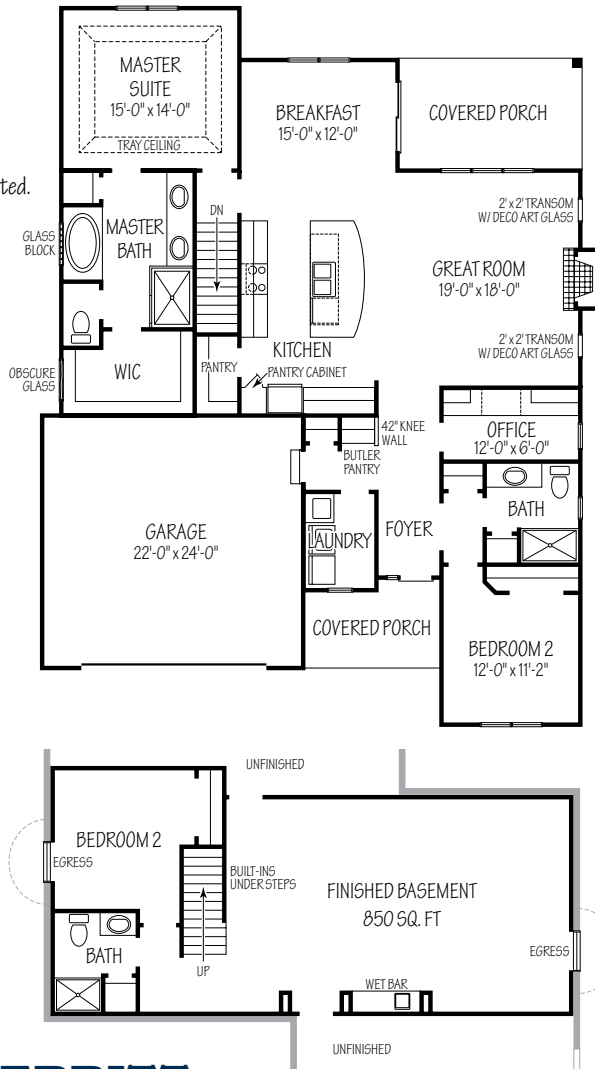 MASTER
SUITE
15'-0" x 14'-0"
TRAY CEILING
BREAKFAST
15'-0" x 12'-0"
COVERED PORCH
ted.
GLASS
BLOCK
MASTER
BATH
DN
2' x 2' TRANSOM
W/ DECO ART GLASS
GREAT ROOM
19'-0" x 18'-0"
2' x 2' TRANSOM
W/ DECO ART GLASS
OBSCURE
GLASS
WIC
PANTRY
KITCHEN
PANTRY CABINET
42" KNEE
WALL
BUTLER
PANTRY
OFFICE
12'-0" x 6'-0"
GARAGE
22'-0" x 24'-0"
LAUNDRY
FOYER
BATH
COVERED PORCH
BEDROOM 2
12'-0" x 11'-2"
UNFINISHED
BEDROOM 2
EGRESS
BUILT-INS
UNDER STEPS
FINISHED BASEMENT
850 SQ. FT
BATH
UP
EGRESS
WET BAR
UNFINISHED